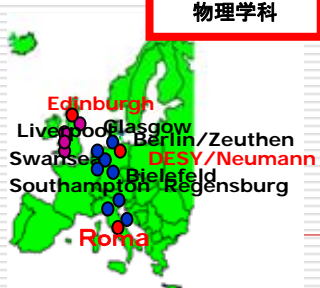 物理学科
Edinburgh
Liverpool Glasgow
Berlin/Zeuthen
Swansea DESY/Neumann
Bielefeld
Southampton Regensburg
Roma